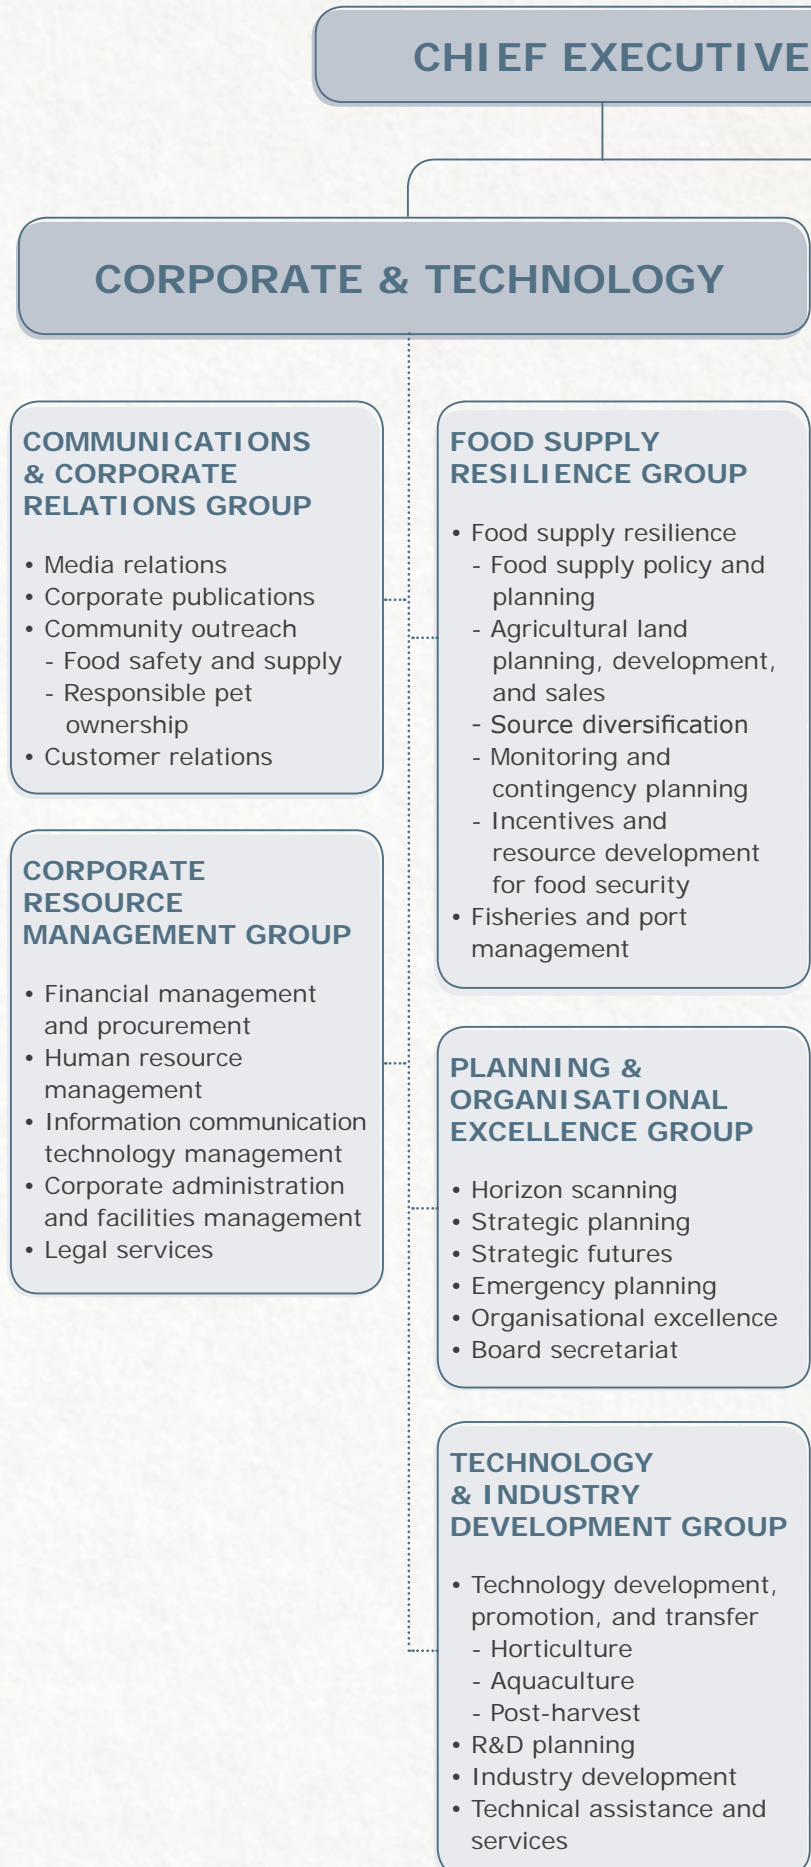 CHIEF EXECUTIVE
CORPORATE & TECHNOLOGY
COMMUNICATIONS
& CORPORATE
RELATIONS GROUP
• Media relations
• Corporate publications
• Community outreach
- Food safety and supply
- Responsible pet
ownership
• Customer relations
CORPORATE
RESOURCE
MANAGEMENT GROUP
• Financial management
and procurement
• Human resource
management
• Information communication
technology management
• Corporate administration
and facilities management
• Legal services
FOOD SUPPLY
RESILIENCE GROUP
• Food supply resilience
- Food supply policy and
planning
- Agricultural land
planning, development,
and sales
- Source diversification
- Monitoring and
contingency planning
- Incentives and
resource development
for food security
• Fisheries and port
management
PLANNING &
ORGANISATIONAL
EXCELLENCE GROUP
• Horizon scanning
• Strategic planning
• Strategic futures
• Emergency planning
• Organisational excellence
• Board secretariat
TECHNOLOGY
& INDUSTRY
DEVELOPMENT GROUP
• Technology development,
promotion, and transfer
- Horticulture
- Aquaculture
- Post-harvest
• R&D planning
• Industry development
• Technical assistance and
services